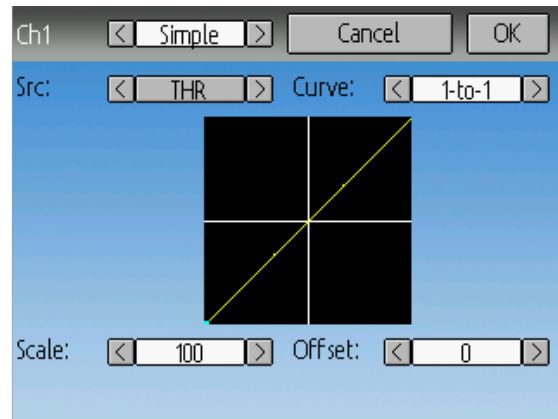 Ch1 Simple Cancel OK
Src: THR Curve: 1-to-1
Scale: 100 Offset: 0